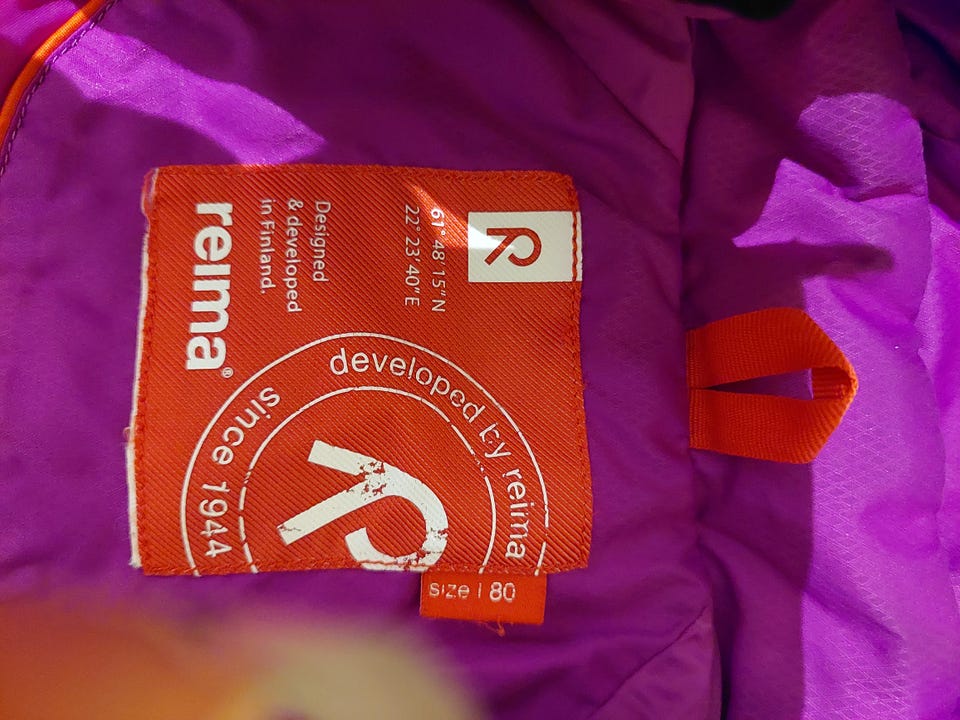 R
61° 48' 15" N
22° 23' 40" E
Designed
& developed
in Finland.
reima®
developed by reima
since 1944
R
size | 80